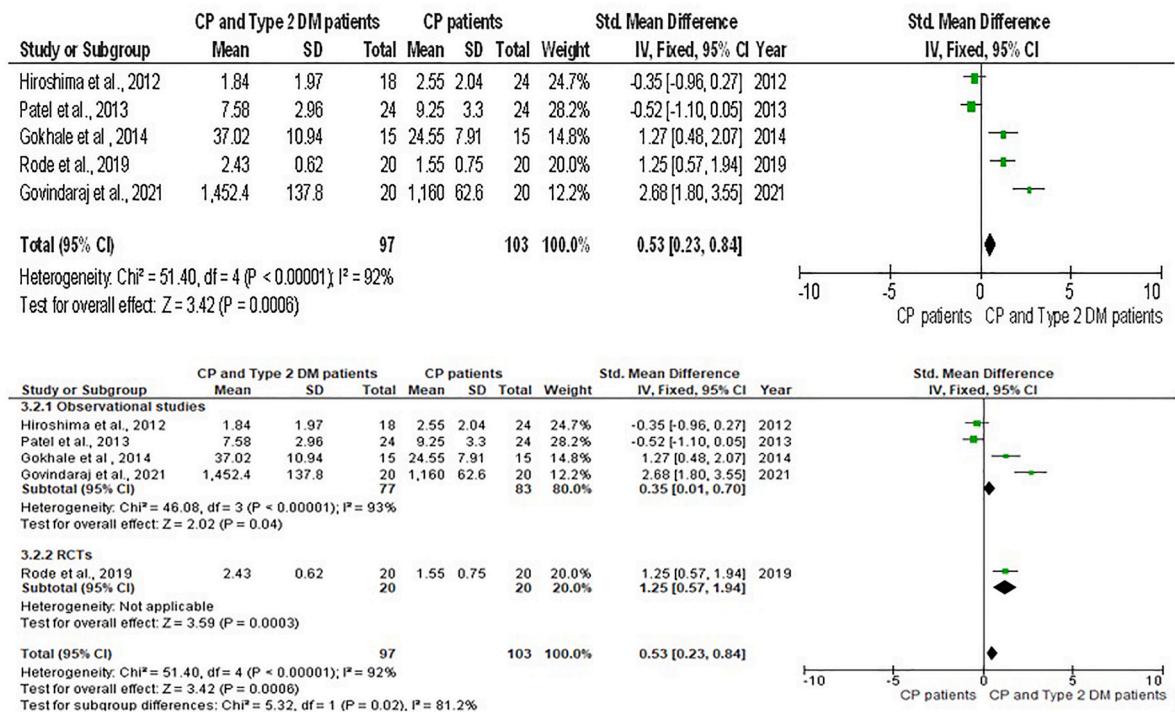 CP and Type 2 DM patients CP patients Std. Mean Difference Std. Mean Difference
Study or Subgroup Mean SD Total Mean SD Total Weight IV, Fixed, 95% CI Year IV, Fixed, 95% CI
Hiroshima et al., 2012 1.84 1.97 18 2.55 2.04 24 24.7% -0.35 [-0.96, 0.27] 2012
Patel et al., 2013 7.58 2.96 24 9.25 3.3 24 28.2% -0.52 [-1.10, 0.05] 2013
Gokhale et al, 2014 37.02 10.94 15 24.55 7.91 15 14.8% 1.27 [0.48, 2.07] 2014
Rode et al., 2019 2.43 0.62 20 1.55 0.75 20 20.0% 1.25 [0.57, 1.94] 2019
Govindaraj et al., 2021 1,452.4 137.8 20 1,160 62.6 20 12.2% 2.68 [1.80, 3.55] 2021
Total (95% CI) 97 103 100.0% 0.53 [0.23, 0.84]
Heterogeneity: Chi² = 51.40, df = 4 (P < 0.00001); I² = 92%
Test for overall effect: Z = 3.42 (P = 0.0006)
-10 -5 0 5 10
CP patients CP and Type 2 DM patients
CP and Type 2 DM patients CP patients Std. Mean Difference Std. Mean Difference
Study or Subgroup Mean SD Total Mean SD Total Weight IV, Fixed, 95% CI Year IV, Fixed, 95% CI
3.2.1 Observational studies
Hiroshima et al., 2012 1.84 1.97 18 2.55 2.04 24 24.7% -0.35 [-0.96, 0.27] 2012
Patel et al., 2013 7.58 2.96 24 9.25 3.3 24 28.2% -0.52 [-1.10, 0.05] 2013
Gokhale et al, 2014 37.02 10.94 15 24.55 7.91 15 14.8% 1.27 [0.48, 2.07] 2014
Govindaraj et al., 2021 1,452.4 137.8 20 1,160 62.6 20 12.2% 2.68 [1.80, 3.55] 2021
Subtotal (95% CI) 77 83 80.0% 0.35 [0.01, 0.70]
Heterogeneity: Chi² = 46.08, df = 3 (P < 0.00001); I² = 93%
Test for overall effect: Z = 2.02 (P = 0.04)
3.2.2 RCTs
Rode et al., 2019 2.43 0.62 20 1.55 0.75 20 20.0% 1.25 [0.57, 1.94] 2019
Subtotal (95% CI) 20 20 20.0% 1.25 [0.57, 1.94]
Heterogeneity: Not applicable
Test for overall effect: Z = 3.59 (P = 0.0003)
Total (95% CI) 97 103 100.0% 0.53 [0.23, 0.84]
Heterogeneity: Chi² = 51.40, df = 4 (P < 0.00001); I² = 92%
Test for overall effect: Z = 3.42 (P = 0.0006)
Test for subgroup differences: Chi² = 5.32, df = 1 (P = 0.02), I² = 81.2%
-10 -5 0 5 10
CP patients CP and Type 2 DM patients